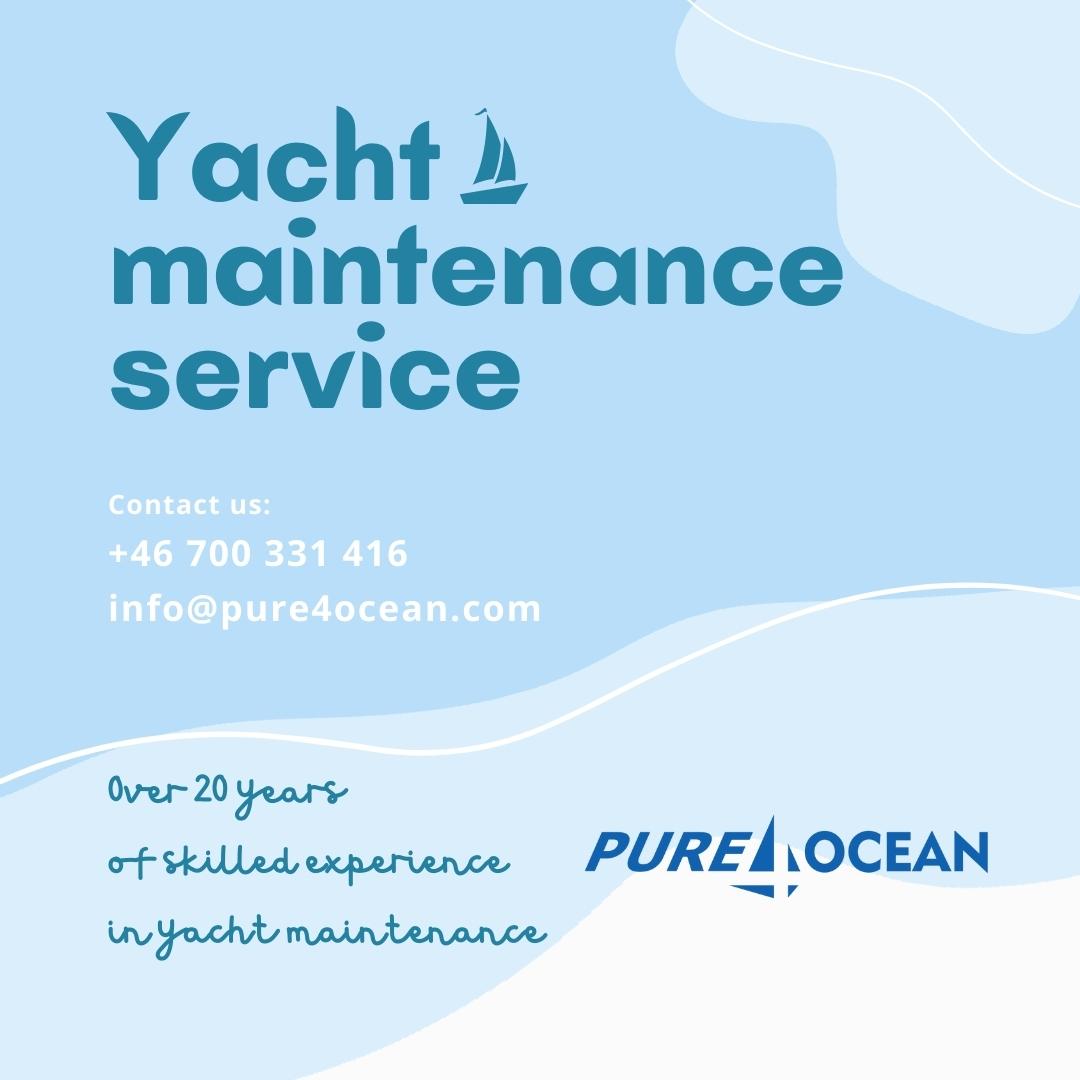 Yacht
maintenance
service
Contact us:
+46 700 331 416
info@pure4ocean.com
Over 20 years
of skilled experience
in yacht maintenance
PURE4OCEAN